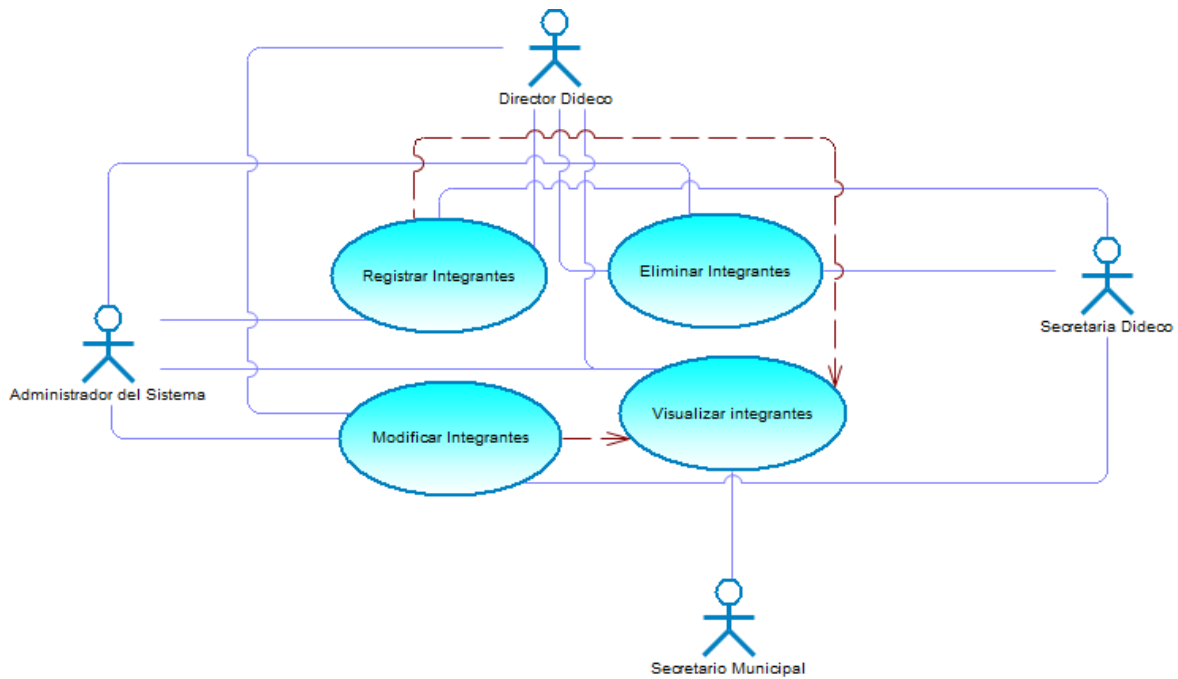 Director Dideco
Registrar Integrantes
Eliminar Integrantes
Secretaria Dideco
Administrador del Sistema
Modificar Integrantes
Visualizar integrantes
Secretario Municipal